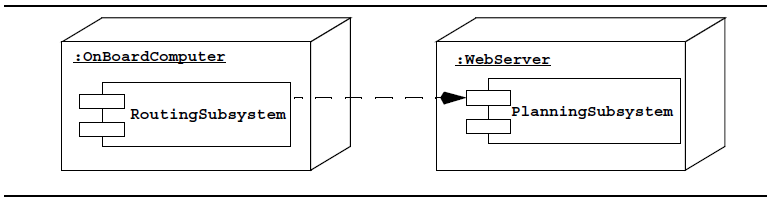 :OnBoardComputer
RoutingSubsystem
:WebServer
PlanningSubsystem